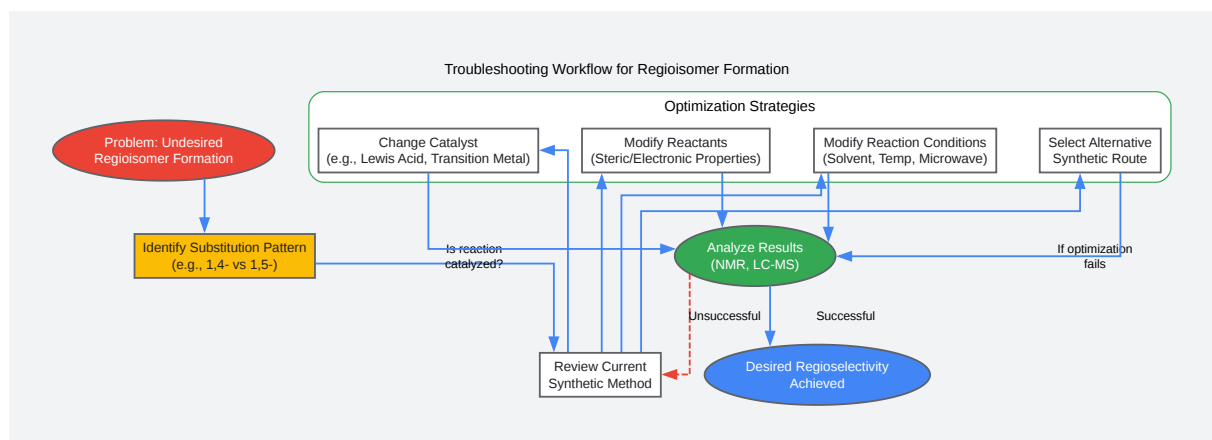 Troubleshooting Workflow for Regioisomer Formation
Optimization Strategies
Problem: Undesired
Regioisomer Formation
Change Catalyst
(e.g., Lewis Acid, Transition Metal)
Modify Reactants
(Steric/Electronic Properties)
Modify Reaction Conditions
(Solvent, Temp, Microwave)
Select Alternative
Synthetic Route
Identify Substitution Pattern
(e.g., 1,4- vs 1,5-)
Is reaction
catalyzed?
Analyze Results
(NMR, LC-MS)
If optimization
fails
Unsuccessful
Successful
Review Current
Synthetic Method
Desired Regioselectivity
Achieved